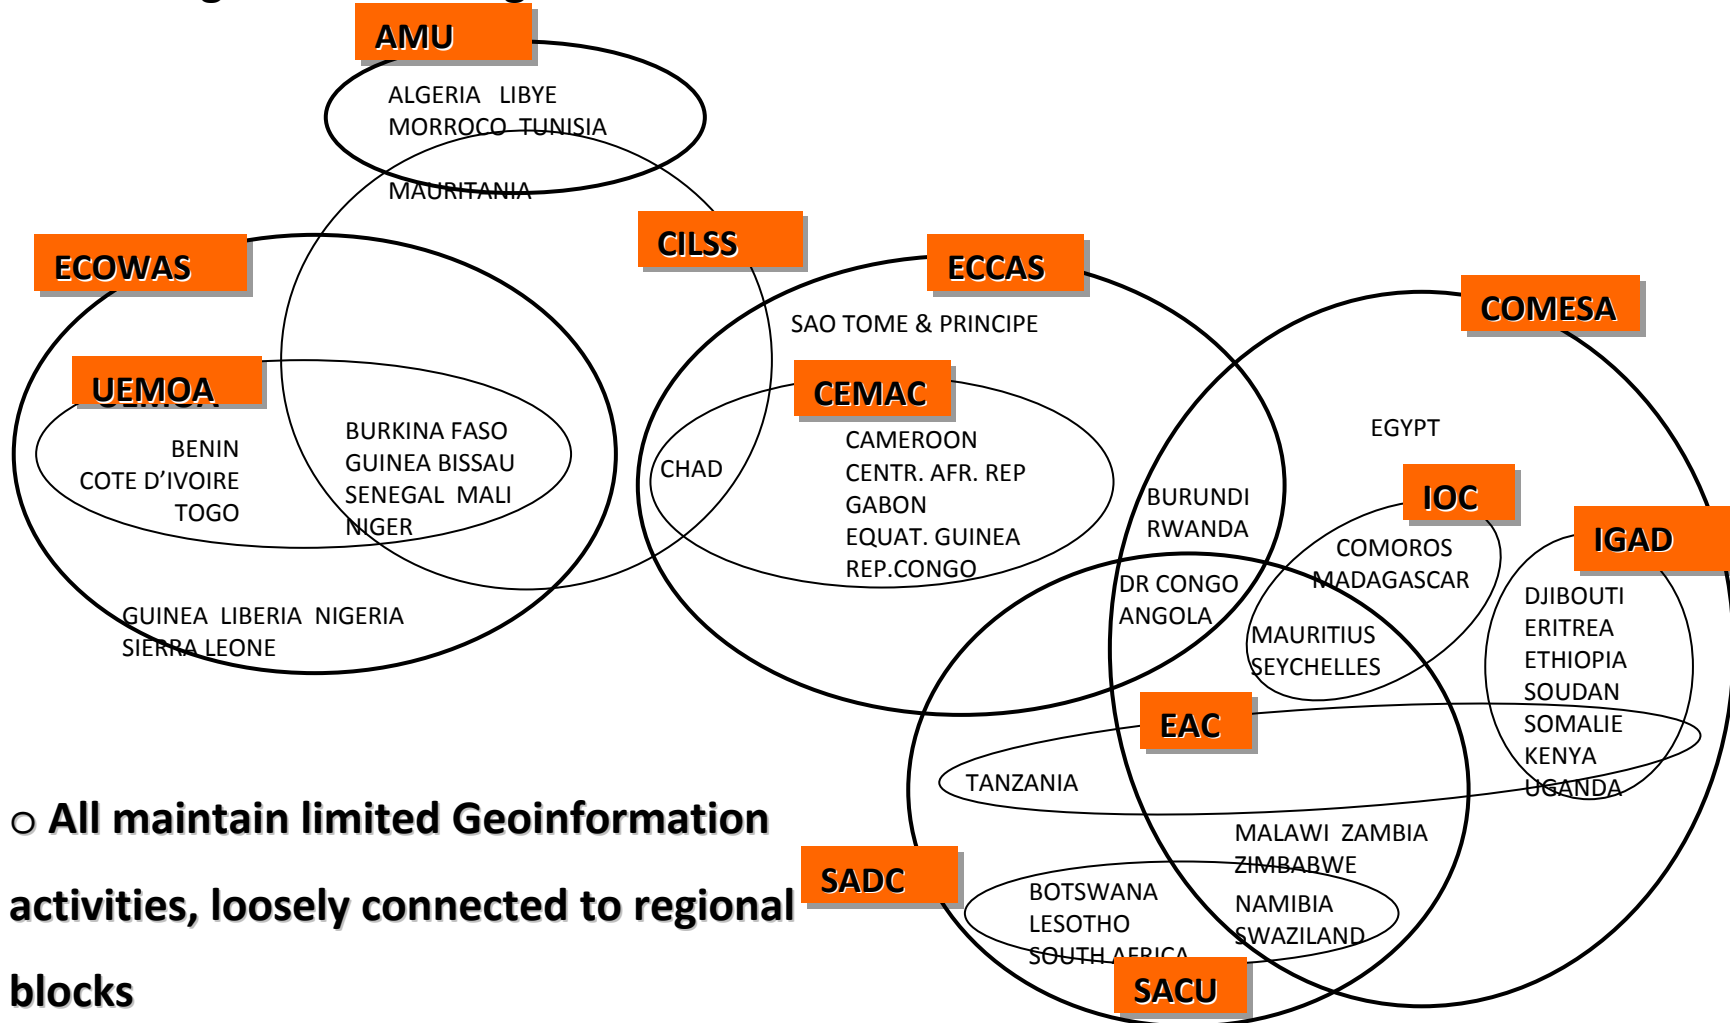 AMU
ALGERIA LIBYE
MORROCO TUNISIA
MAURITANIA
CILSS
ECOWAS
ECCAS
COMESA
SAO TOME & PRINCIPE
UEMOA
CEMAC
BENIN
COTE D'IVOIRE
TOGO
BURKINA FASO
GUINEA BISSAU
SENEGAL MALI
NIGER
CHAD
CAMEROON
CENTR. AFR. REP
GABON
EQUAT. GUINEA
REP.CONGO
EGYPT
BURUNDI
RWANDA
IOC
IGAD
COMOROS
MADAGASCAR
DR CONGO
ANGOLA
MAURITIUS
SEYCHELLES
DJIBOUTI
ERITREA
ETHIOPIA
SOUDAN
SOMALIE
KENYA
UGANDA
GUINEA LIBERIA NIGERIA
SIERRA LEONE
EAC
TANZANIA
MALAWI ZAMBIA
ZIMBABWE
SADC
BOTSWANA
LESOTHO
SOUTH AFRICA
NAMIBIA
SWAZILAND
SACU
o All maintain limited Geoinformation
activities, loosely connected to regional
blocks